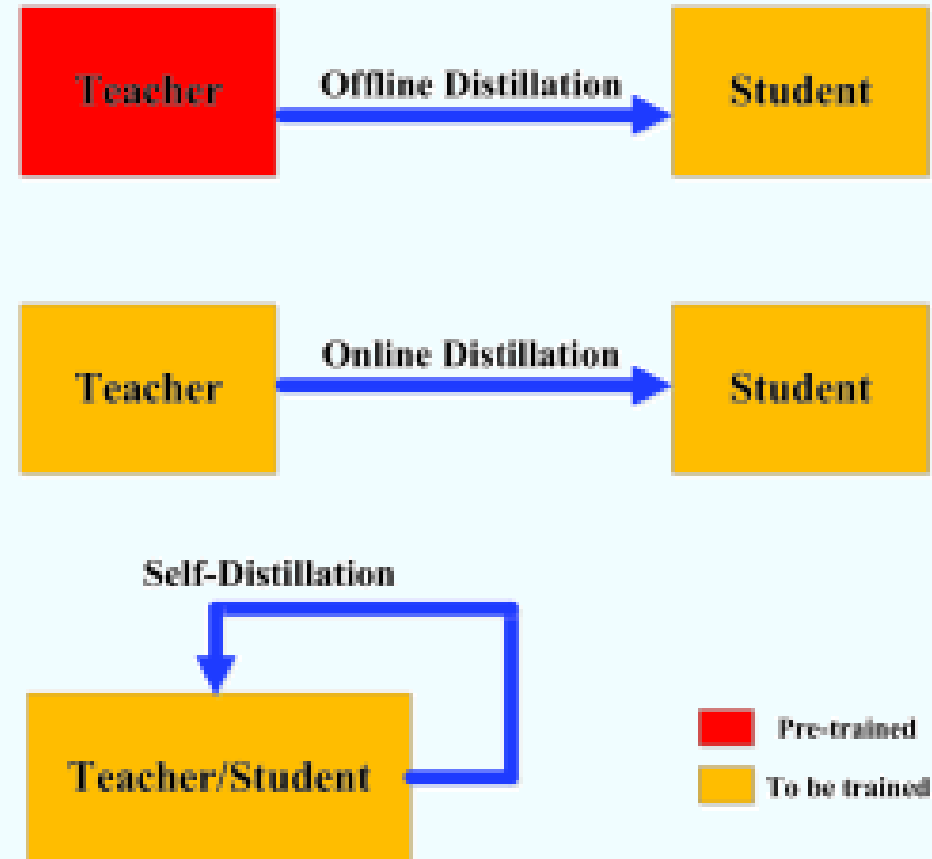 Teacher
Offline Distillation
Student
Teacher
Online Distillation
Student
Self-Distillation
Teacher/Student
Pre-trained
To be trained